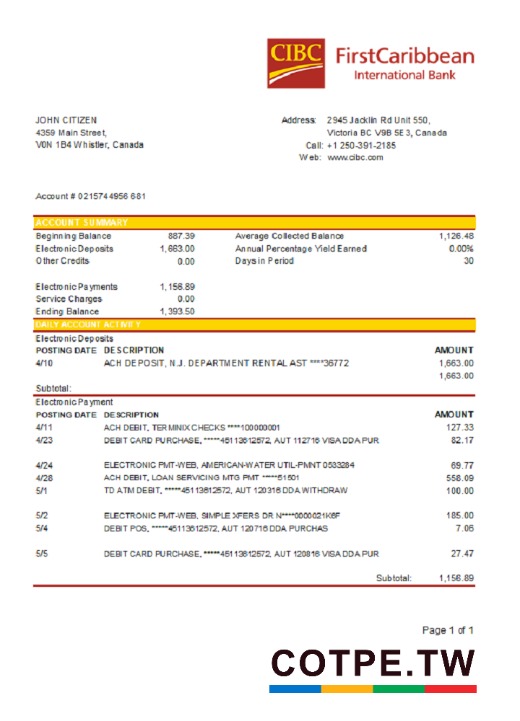 CIBC FirstCaribbean
International Bank
JOHN CITIZEN
4359 Main Street,
V0N 1B4 Whistler, Canada
Address: 2945 Jacklin Rd Unit 550,
Victoria BC V9B 5E3, Canada
Call: +1 250-391-2185
Web: www.cibc.com
Account # 0215744956 681
ACCOUNT SUMMARY
Beginning Balance 887.39 Average Collected Balance 1,126.48
Electronic Deposits 1,663.00 Annual Percentage Yield Earned 0.00%
Other Credits 0.00 Days in Period 30
Electronic Payments 1,156.89
Service Charges 0.00
Ending Balance 1,393.50
DAILY ACCOUNT ACTIVITY
Electronic Deposits
POSTING DATE DESCRIPTION AMOUNT
4/10 ACH DEPOSIT, N.J. DEPARTMENT RENTAL AST ****36772 1,663.00
1,663.00
Subtotal:
Electronic Payment
POSTING DATE DESCRIPTION AMOUNT
4/11 ACH DEBIT, TERMINIX CHECKS ****100000001 127.33
4/23 DEBIT CARD PURCHASE, *****45113612572, AUT 112716 VISA DDA PUR 82.17
4/24 ELECTRONIC PMT-WEB, AMERICAN-WATER UTIL-PMNT 0533284 69.77
4/28 ACH DEBIT, LOAN SERVICING MTG PMT *****61501 558.09
5/1 TD ATM DEBIT, *****45113612572, AUT 120316 DDA WITHDRAW 100.00
5/2 ELECTRONIC PMT-WEB, SIMPLE XFERS DR N****0000021K6F 185.00
5/4 DEBIT POS, *****45113612572, AUT 120716 DDA PURCHAS 7.06
5/5 DEBIT CARD PURCHASE, *****45113612572, AUT 120816 VISA DDA PUR 27.47
Subtotal: 1,156.89
Page 1 of 1
COTPE.TW